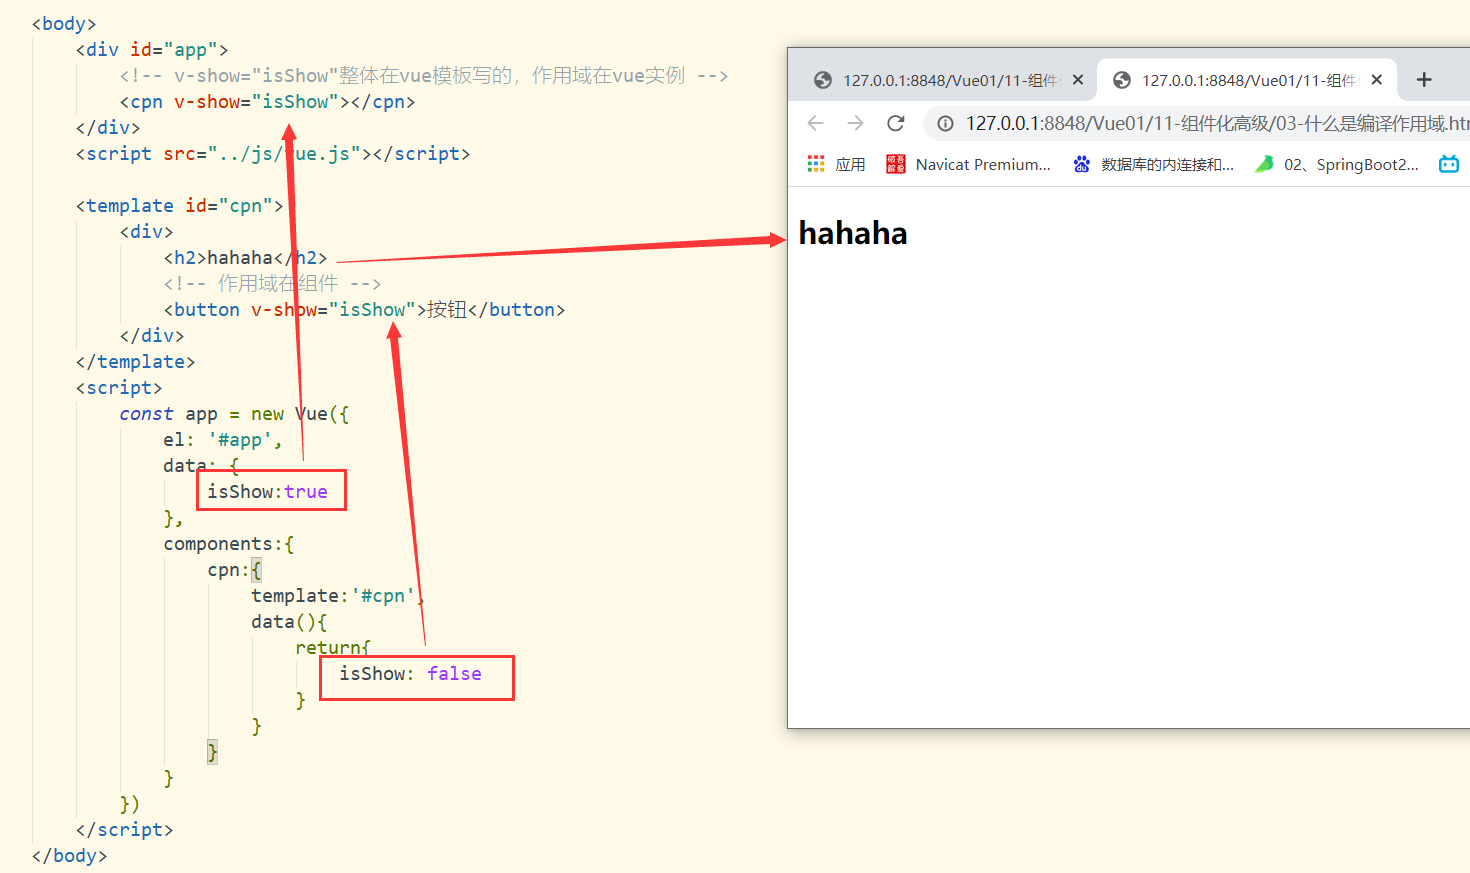 <body>
<div id="app">
<!-- v-show="isShow"整体在vue模板写的，作用域在vue实例 -->
<cpn v-show="isShow"></cpn>
</div>
<script src="../js/vue.js"></script>
<template id="cpn">
<div>
<h2>hahaha</h2>
<!-- 作用域在组件 -->
<button v-show="isShow">按钮</button>
</div>
</template>
<script>
const app = new Vue({
el: '#app',
data: {
isShow:true
},
components:{
cpn:{
template:'#cpn',
data(){
return{
isShow: false
}
}
}
}
})
</script>
</body>
127.0.0.1:8848/Vue01/11-组件
127.0.0.1:8848/Vue01/11-组件
127.0.0.1:8848/Vue01/11-组件化高级/03-什么是编译作用域.htm
应用
破吾解爱
Navicat Premium...
du
数据库的内连接和...
02、SpringBoot2...
hahaha